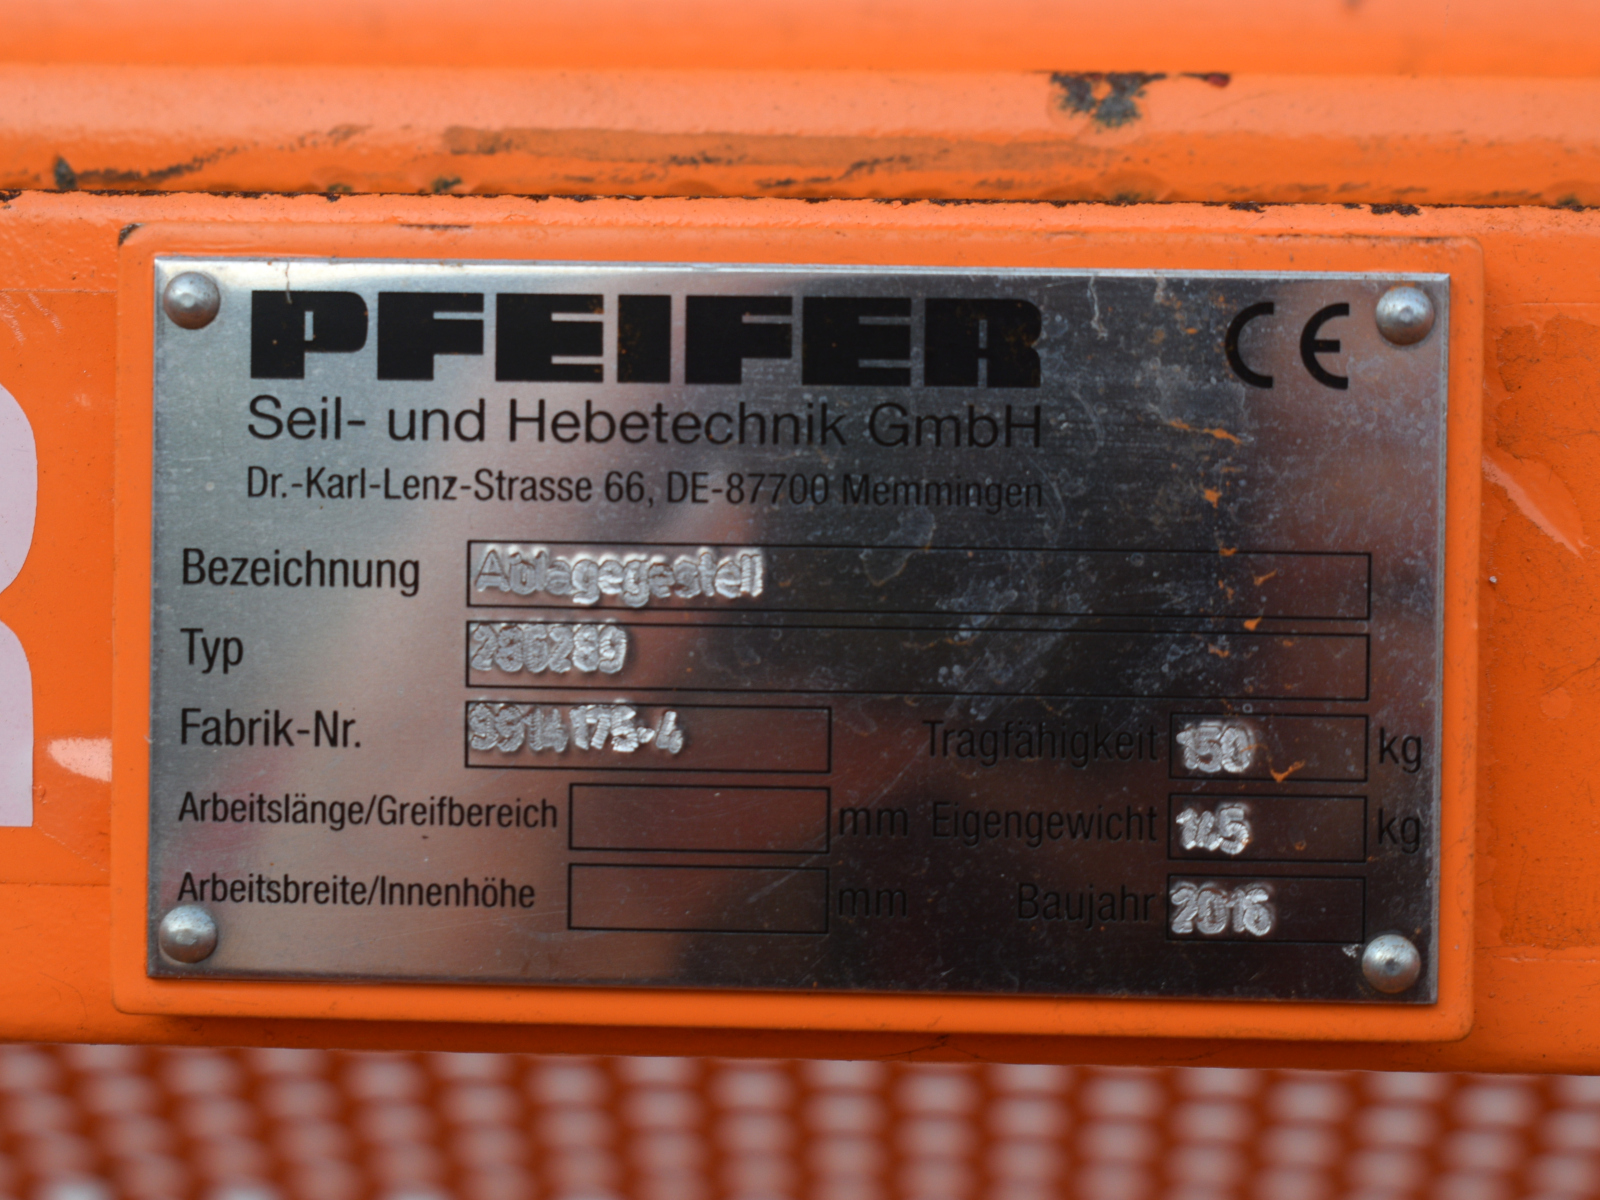 PFEIFER CE
Seil- und Hebetechnik GmbH
Dr.-Karl-Lenz-Strasse 66, DE-87700 Memmingen
Bezeichnung Ablagegestell
Typ
Fabrik-Nr. Tragfähigkeit 150 kg
Arbeitslänge/Greifbereich mm Eigengewicht kg
Arbeitsbreite/Innenhöhe mm Baujahr 2016